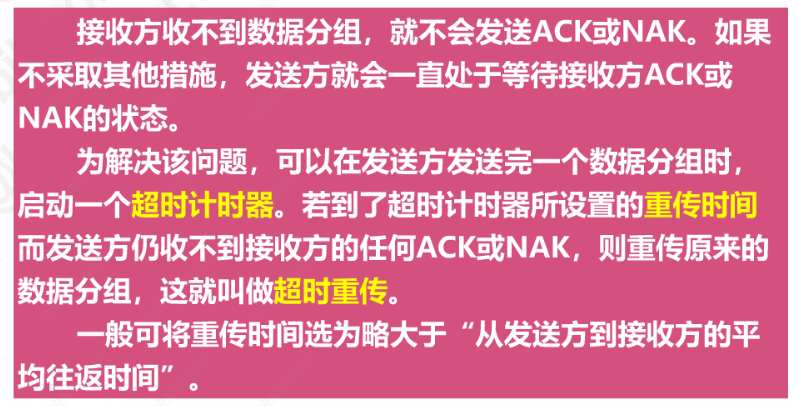 接收方收不到数据分组，就不会发送ACK或NAK。如果
不采取其他措施，发送方就会一直处于等待接收方ACK或
NAK的状态。
为解决该问题，可以在发送方发送完一个数据分组时，
启动一个超时计时器。若到了超时计时器所设置的重传时间
而发送方仍收不到接收方的任何ACK或NAK，则重传原来的
数据分组，这就叫做超时重传。
一般可将重传时间选为略大于“从发送方到接收方的平
均往返时间”。